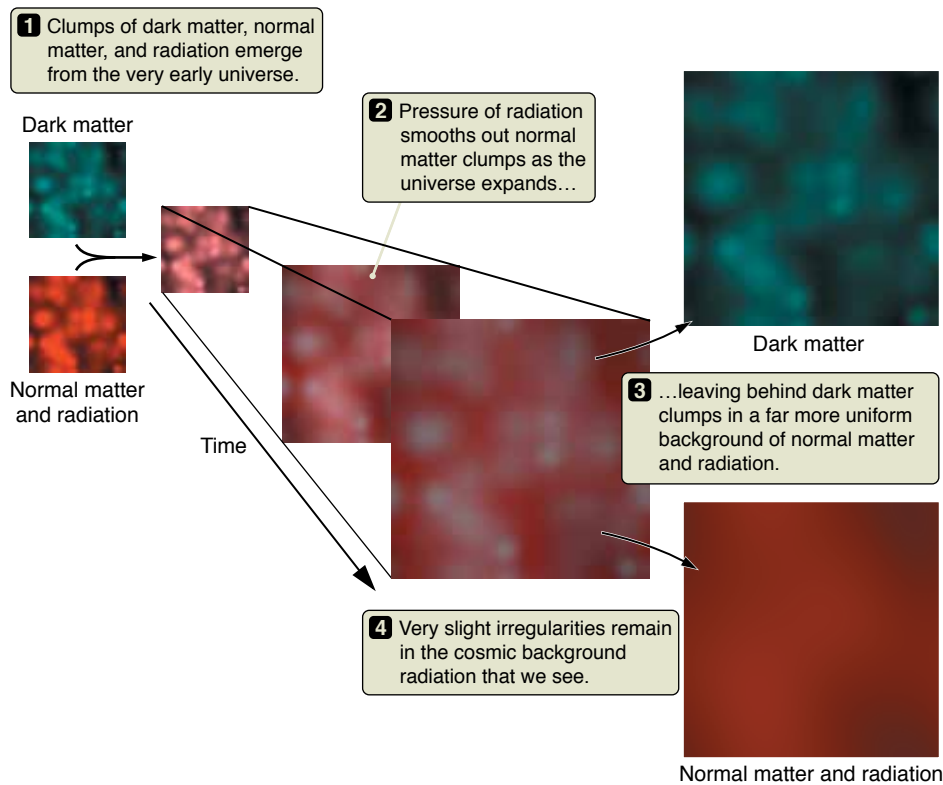 1 Clumps of dark matter, normal
matter, and radiation emerge
from the very early universe.
Dark matter
Normal matter
and radiation
2 Pressure of radiation
smooths out normal
matter clumps as the
universe expands…
Time
Dark matter
3 …leaving behind dark matter
clumps in a far more uniform
background of normal matter
and radiation.
4 Very slight irregularities remain
in the cosmic background
radiation that we see.
Normal matter and radiation